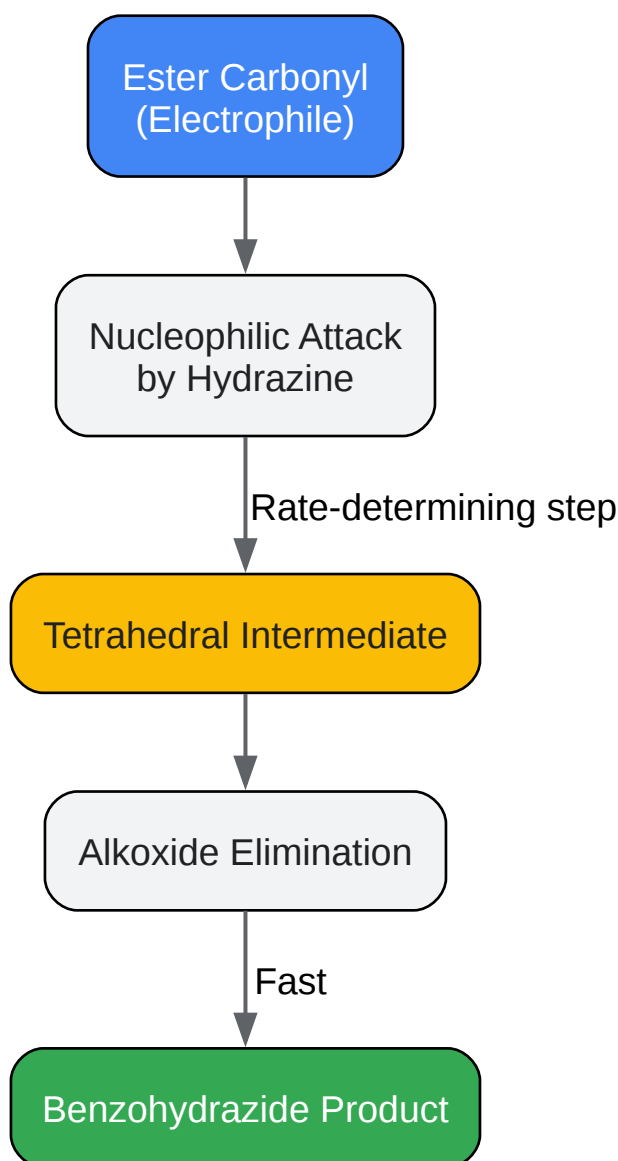 Ester Carbonyl
(Electrophile)
Nucleophilic Attack
by Hydrazine
Rate-determining step
Tetrahedral Intermediate
Alkoxide Elimination
Fast
Benzohydrazide Product